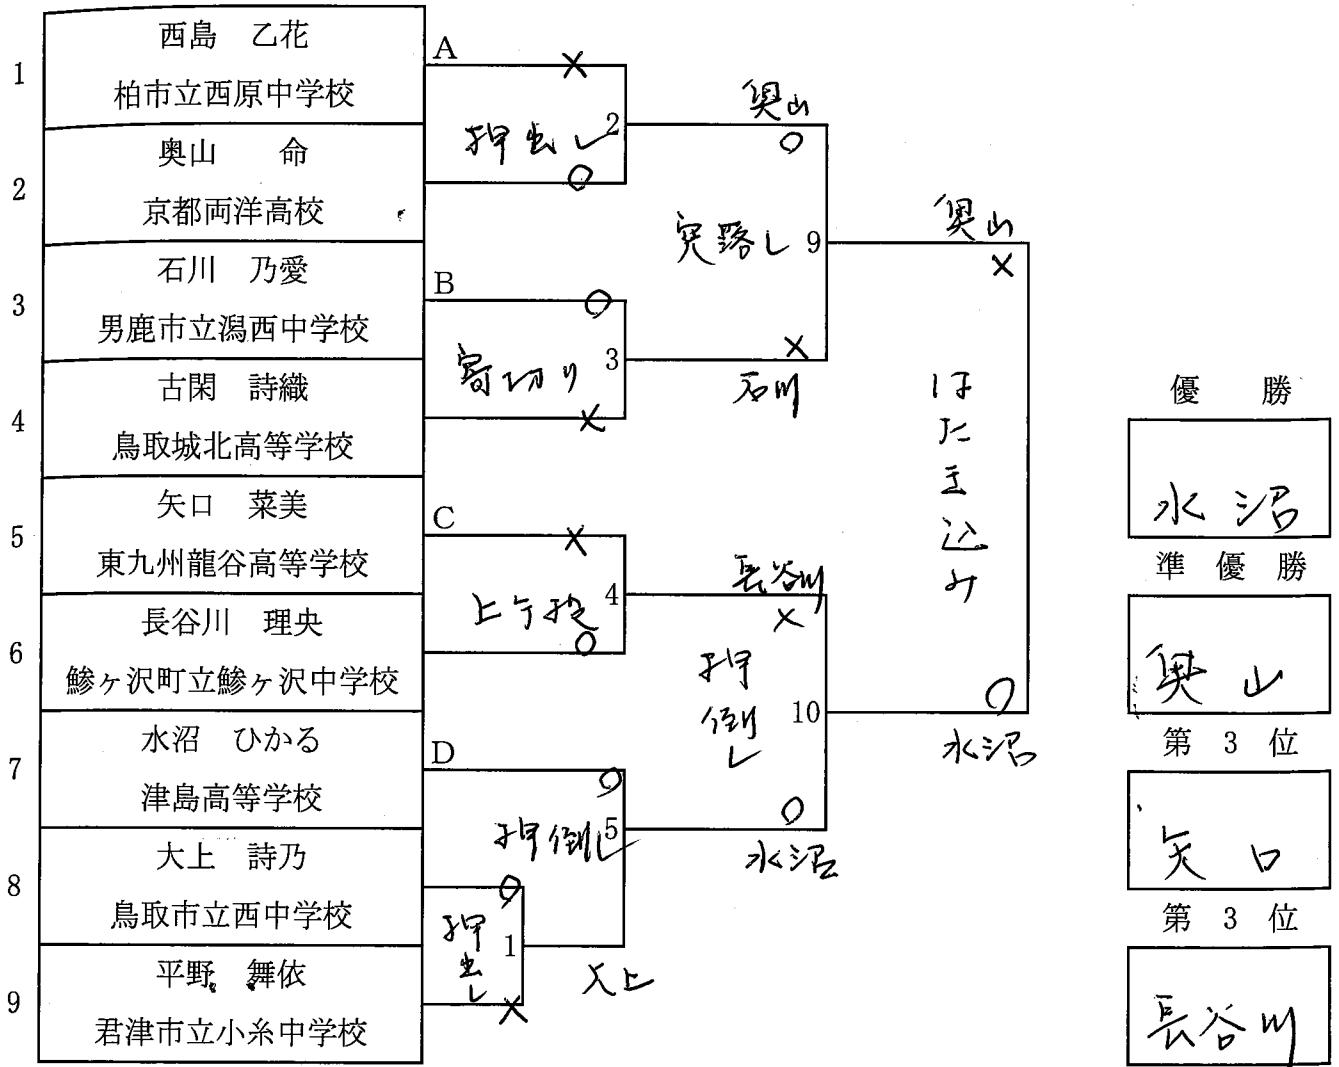 1
西島 乙花
柏市立西原中学校
2
奥山 命
京都両洋高校
3
石川 乃愛
男鹿市立潟西中学校
4
古閑 詩織
鳥取城北高等学校
5
矢口 菜美
東九州龍谷高等学校
6
長谷川 理央
鰺ヶ沢町立鰺ヶ沢中学校
7
水沼 ひかる
津島高等学校
8
大上 詩乃
鳥取市立西中学校
9
平野 舞依
君津市立小糸中学校
A
×
押出し
2
○
B
○
寄切り
3
×
C
×
上手投
4
○
D
○
押倒し
5
○
押出し
1
×
大上
奥山
○
突落し
9
×
石川
長谷川
×
押倒し
10
○
水沼
奥山
×
はたき込み
○
水沼
優勝
水沼
準優勝
奥山
第3位
矢口
第3位
長谷川